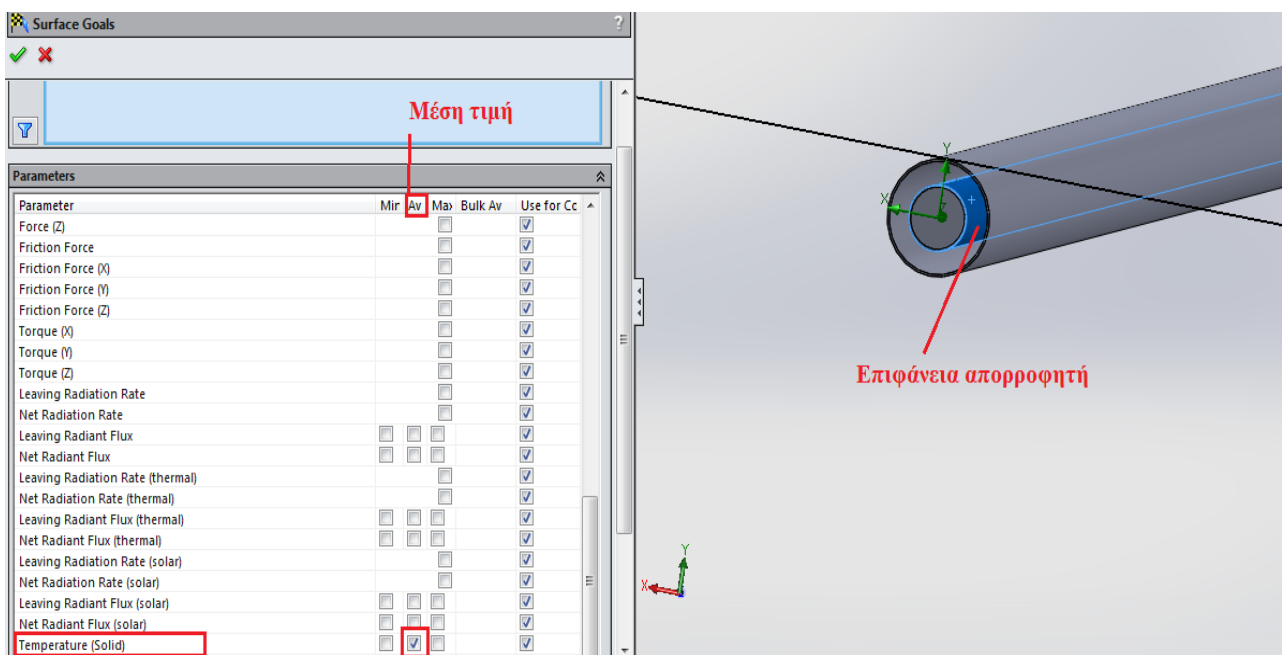 Surface Goals ?
Μέση τιμή
Parameters
Parameter Mir Av Max Bulk Av Use for Cc
Force (Z)
Friction Force
Friction Force (X)
Friction Force (Y)
Friction Force (Z)
Torque (X)
Torque (Y)
Torque (Z)
Leaving Radiation Rate
Net Radiation Rate
Leaving Radiant Flux
Net Radiant Flux
Leaving Radiation Rate (thermal)
Net Radiation Rate (thermal)
Leaving Radiant Flux (thermal)
Net Radiant Flux (thermal)
Leaving Radiation Rate (solar)
Net Radiation Rate (solar)
Leaving Radiant Flux (solar)
Net Radiant Flux (solar)
Temperature (Solid)
Y
X
Z
Επιφάνεια απορροφητή
Y
X